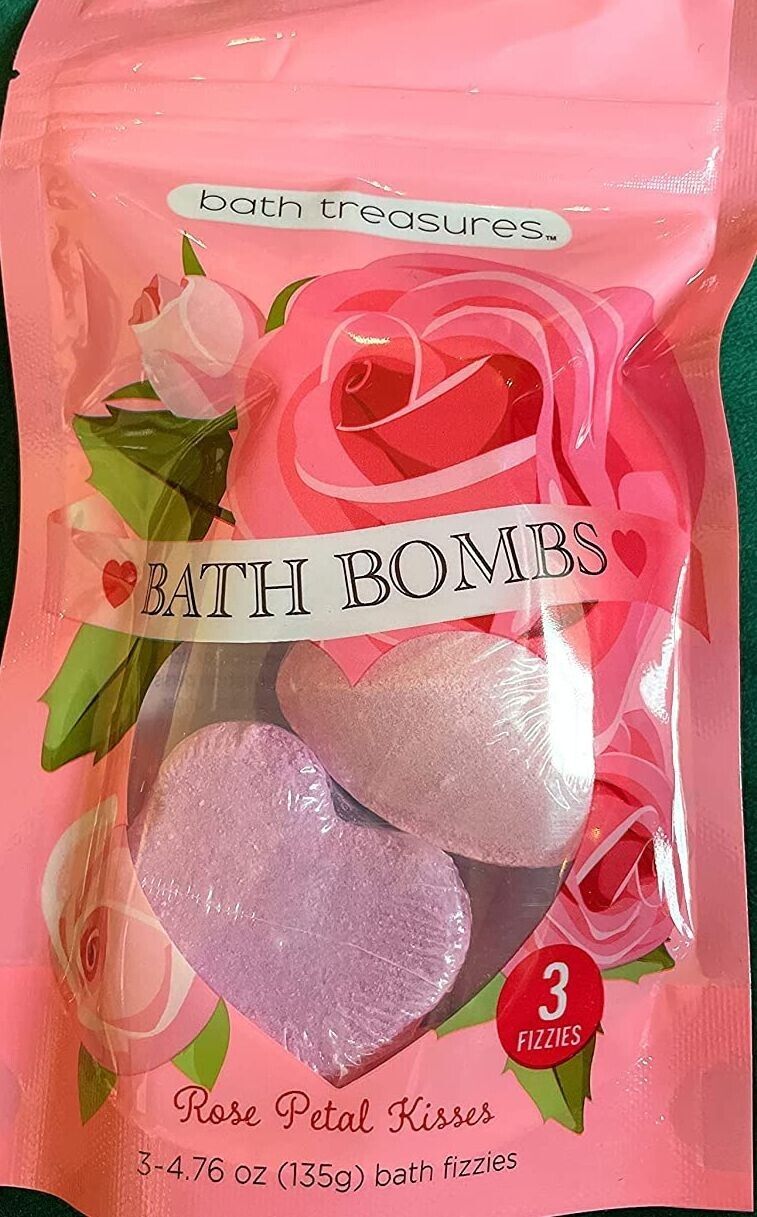 bath treasures™
BATH BOMBS
3
FIZZIES
Rose Petal Kisses
3-4.76 oz (135g) bath fizzies